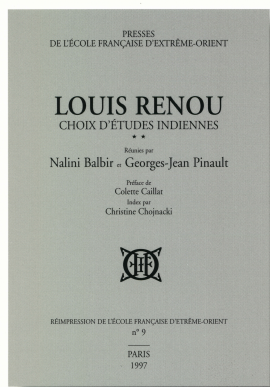 PRESSES
DE L'ÉCOLE FRANÇAISE D'EXTRÊME-ORIENT
LOUIS RENOU
CHOIX D'ÉTUDES INDIENNES
★ ★
Réunies par
Nalini Balbir et Georges-Jean Pinault
Préface de
Colette Caillat
Index par
Christine Chojnacki
RÉIMPRESSION DE L'ÉCOLE FRANÇAISE D'ETRÊME-ORIENT
n° 9
PARIS
1997